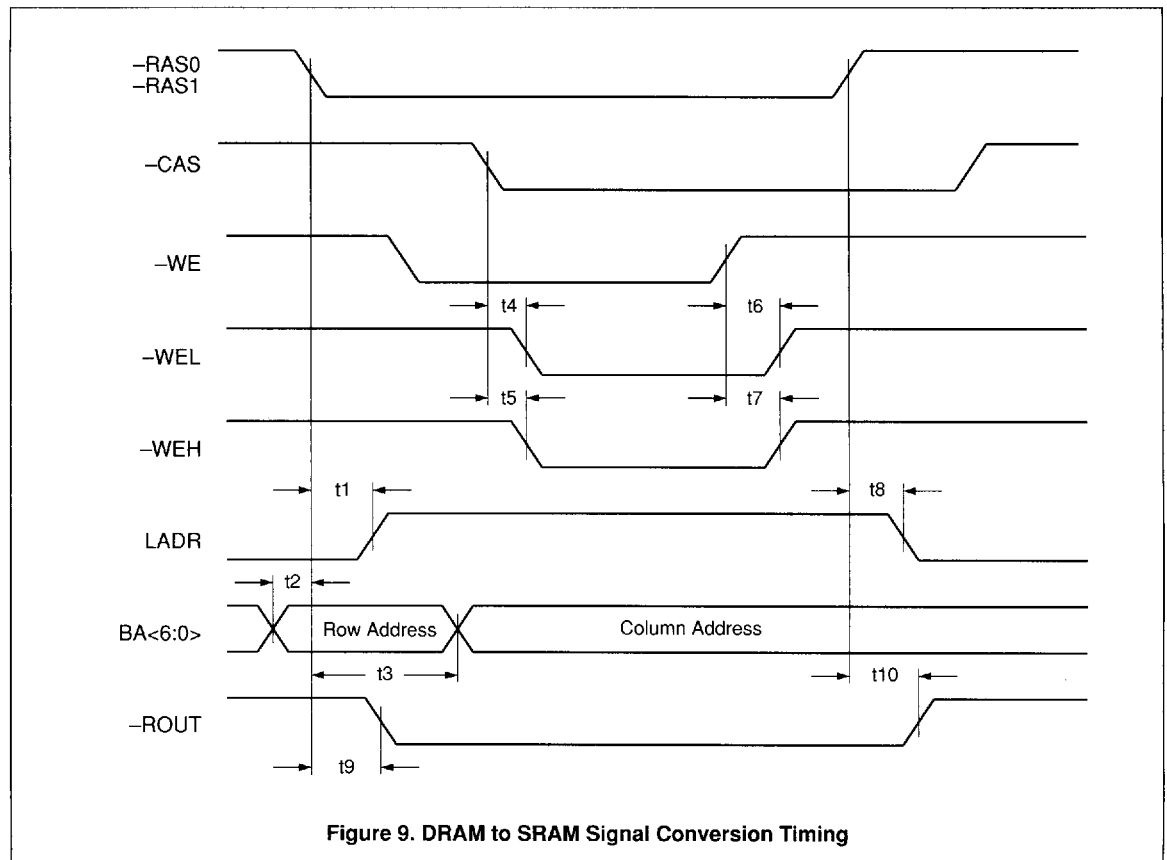 –RAS0
–RAS1
–CAS
–WE
t4
t6
–WEL
t5
t7
–WEH
t1
t8
LADR
t2
BA<6:0>
Row Address
Column Address
t3
t10
–ROUT
t9
Figure 9. DRAM to SRAM Signal Conversion Timing